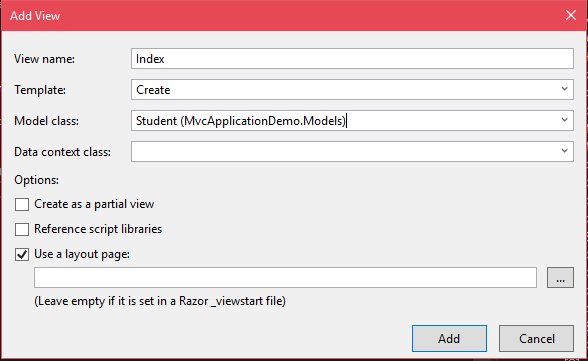 Add View
View name: Index
Template: Create
Model class: Student (MvcApplicationDemo.Models)
Data context class:
Options:
Create as a partial view
Reference script libraries
Use a layout page:
...
(Leave empty if it is set in a Razor _viewstart file)
Add Cancel